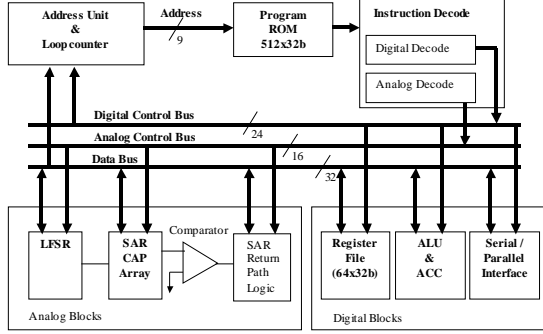 Address Unit
&
Loopcounter
Address
9
Program
ROM
512x32b
Instruction Decode
Digital Decode
Analog Decode
Digital Control Bus
24
Analog Control Bus
16
Data Bus
32
LFSR
SAR
CAP
Array
Comparator
SAR
Return
Path
Logic
Analog Blocks
Register
File
(64x32b)
ALU
&
ACC
Serial /
Parallel
Interface
Digital Blocks